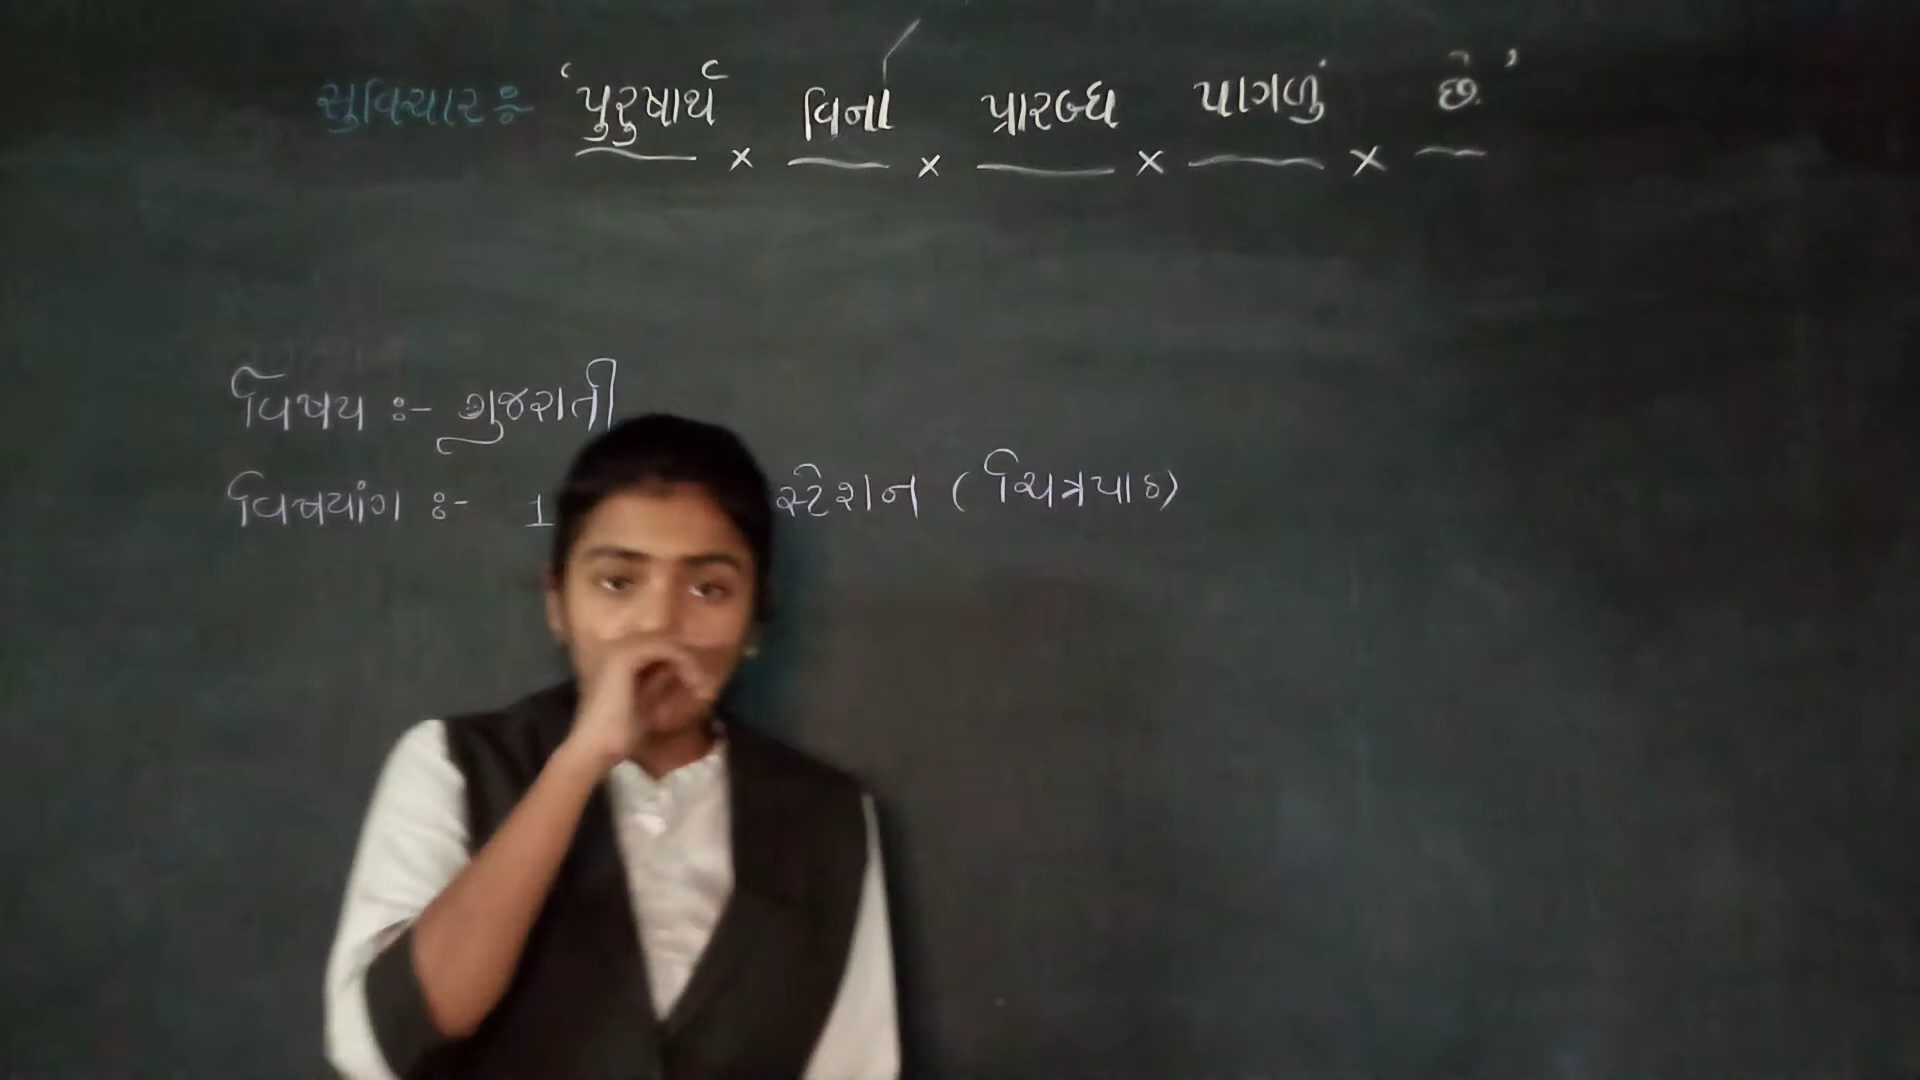 સુવિચાર :- ‘પુરુષાર્થ વિના પ્રારબ્ધ પાગળું છે’
— × — × — × — × —
વિષય :- ગુજરાતી
વિષયાંગ :- 1 સ્ટેશન (ચિત્રપાઠ)